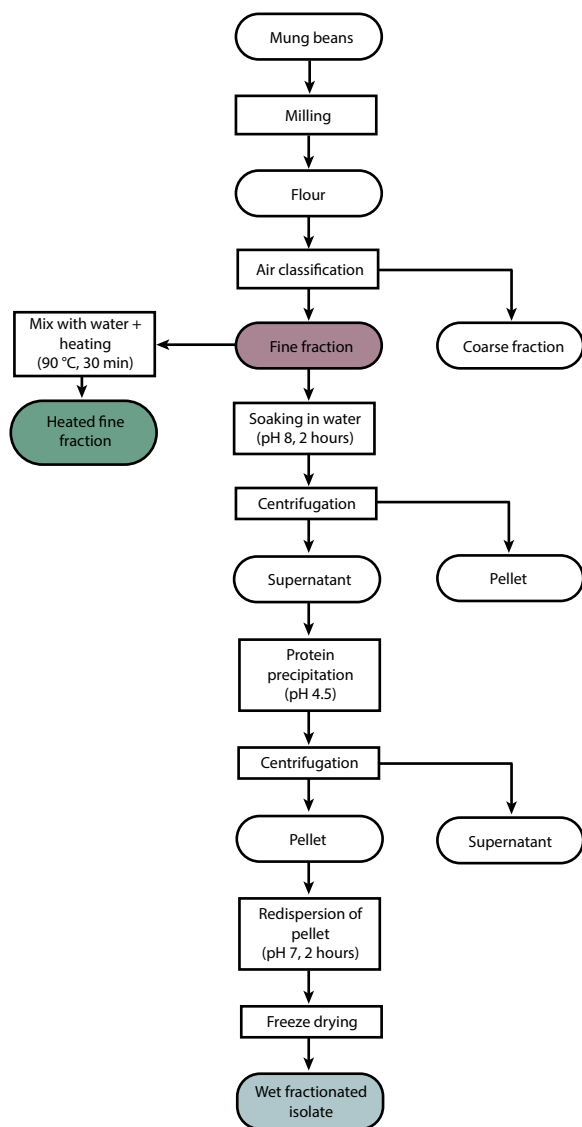 Mung beans
Milling
Flour
Air classification
Mix with water +
heating
(90 °C, 30 min)
Fine fraction
Coarse fraction
Heated fine
fraction
Soaking in water
(pH 8, 2 hours)
Centrifugation
Supernatant
Pellet
Protein
precipitation
(pH 4.5)
Centrifugation
Pellet
Supernatant
Redispersion of
pellet
(pH 7, 2 hours)
Freeze drying
Wet fractionated
isolate